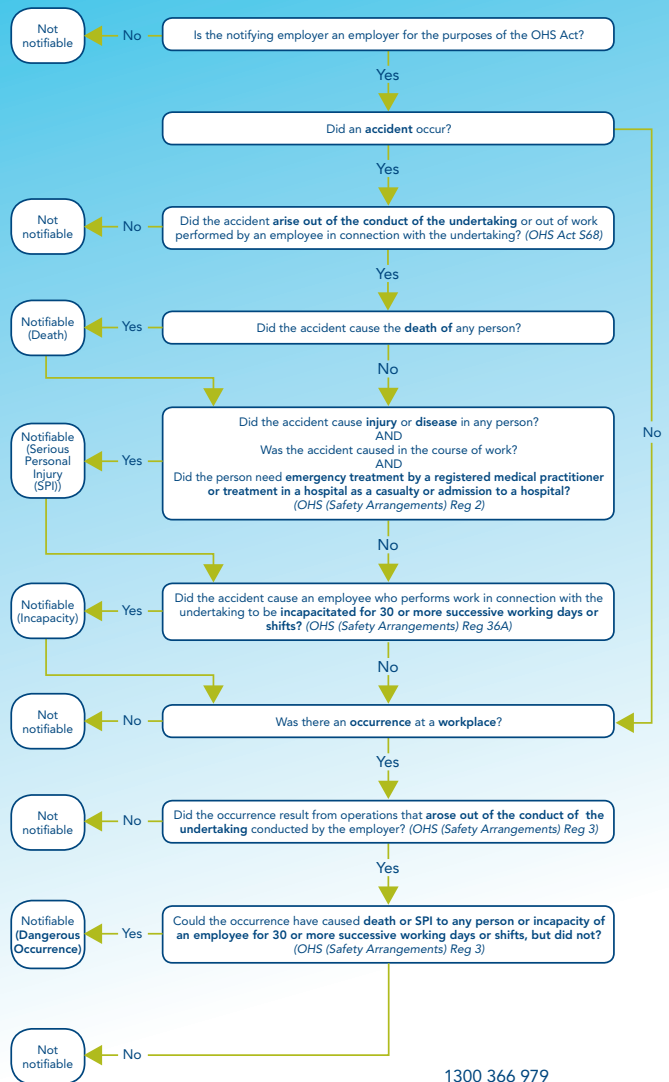 Not
notifiable
No
Is the notifying employer an employer for the purposes of the OHS Act?
Yes
Did an accident occur?
Yes
Not
notifiable
No
Did the accident arise out of the conduct of the undertaking or out of work
performed by an employee in connection with the undertaking? (OHS Act S68)
Yes
Notifiable
(Death)
Yes
Did the accident cause the death of any person?
No
Notifiable
(Serious
Personal
Injury
(SPI))
Yes
Did the accident cause injury or disease in any person?
AND
Was the accident caused in the course of work?
AND
Did the person need emergency treatment by a registered medical practitioner
or treatment in a hospital as a casualty or admission to a hospital?
(OHS (Safety Arrangements) Reg 2)
No
No
Notifiable
(Incapacity)
Yes
Did the accident cause an employee who performs work in connection with the
undertaking to be incapacitated for 30 or more successive working days or
shifts? (OHS (Safety Arrangements) Reg 36A)
No
Not
notifiable
No
Was there an occurrence at a workplace?
Yes
Not
notifiable
No
Did the occurrence result from operations that arose out of the conduct of the
undertaking conducted by the employer? (OHS (Safety Arrangements) Reg 3)
Yes
Notifiable
(Dangerous
Occurrence)
Yes
Could the occurrence have caused death or SPI to any person or incapacity of
an employee for 30 or more successive working days or shifts, but did not?
(OHS (Safety Arrangements) Reg 3)
Not
notifiable
No
1300 366 979